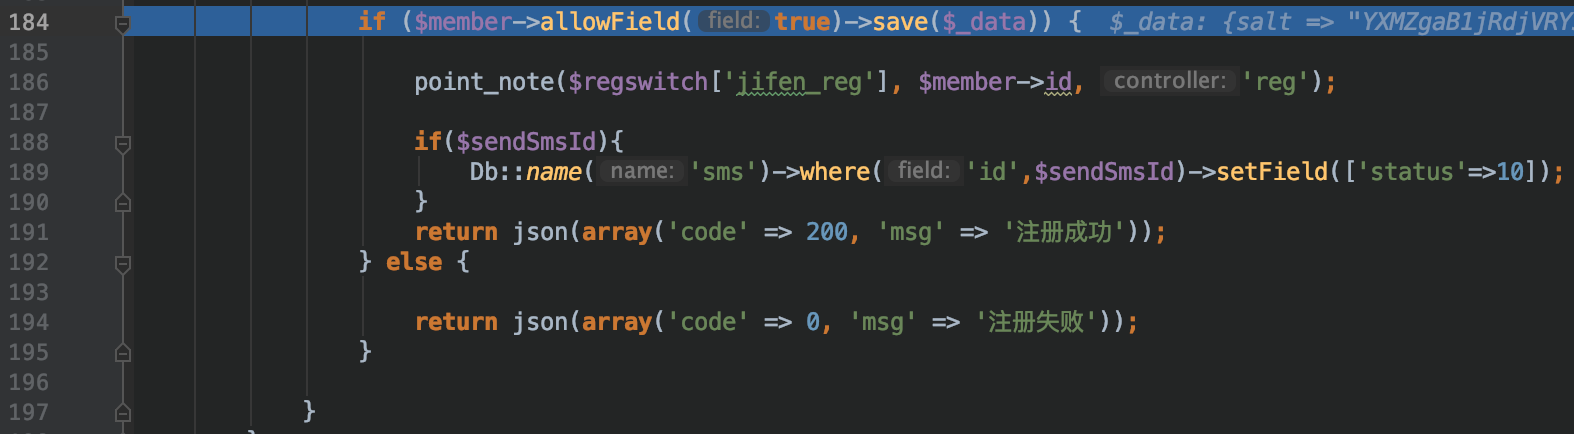 184 if ($member->allowField( field: true)->save($_data)) { $_data: {salt => "YXMZgaB1jRdjVRY
185
186 point_note($regswitch['jifen_reg'], $member->id, controller: 'reg');
187
188 if($sendSmsId){
189 Db::name( name: 'sms')->where( field: 'id',$sendSmsId)->setField(['status'=>10]);
190 }
191 return json(array('code' => 200, 'msg' => '注册成功'));
192 } else {
193
194 return json(array('code' => 0, 'msg' => '注册失败'));
195 }
196
197 }